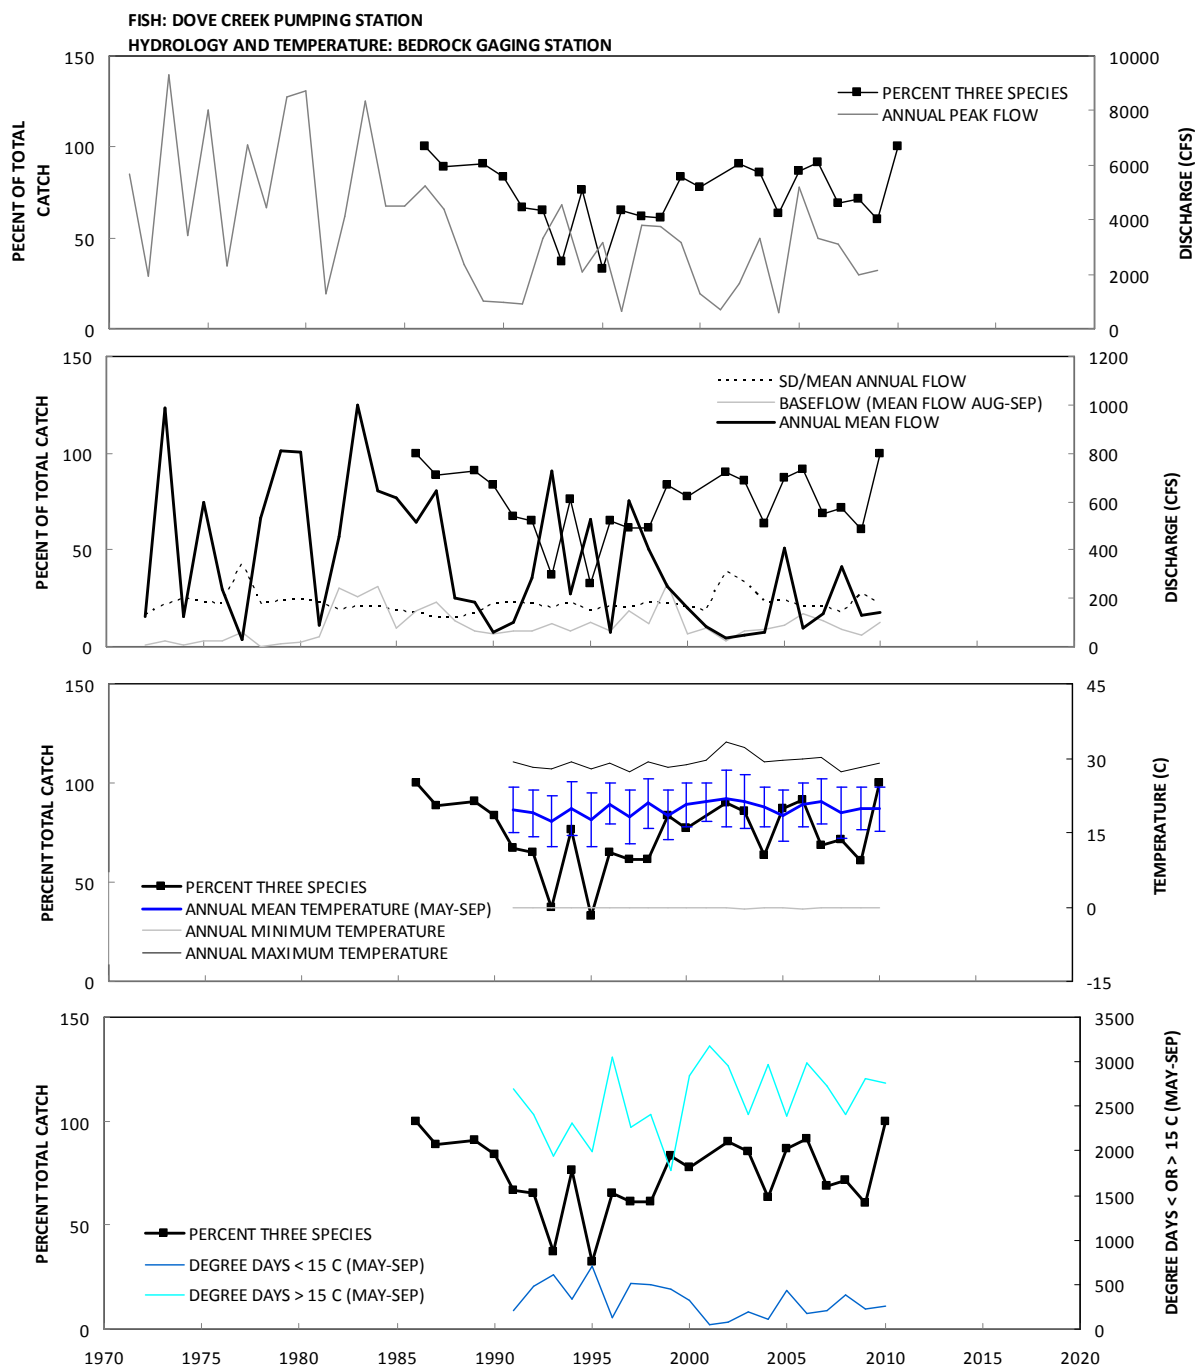 FISH: DOVE CREEK PUMPING STATION
HYDROLOGY AND TEMPERATURE: BEDROCK GAGING STATION
150
100
50
0
PECENT OF TOTAL
CATCH
PERCENT THREE SPECIES
ANNUAL PEAK FLOW
10000
8000
6000
4000
2000
0
DISCHARGE (CFS)
150
100
50
0
PECENT OF TOTAL CATCH
SD/MEAN ANNUAL FLOW
BASEFLOW (MEAN FLOW AUG-SEP)
ANNUAL MEAN FLOW
1200
1000
800
600
400
200
0
DISCHARGE (CFS)
150
100
50
0
PERCENT TOTAL CATCH
PERCENT THREE SPECIES
ANNUAL MEAN TEMPERATURE (MAY-SEP)
ANNUAL MINIMUM TEMPERATURE
ANNUAL MAXIMUM TEMPERATURE
45
30
15
0
-15
TEMPERATURE (C)
150
100
50
0
PERCENT TOTAL CATCH
PERCENT THREE SPECIES
DEGREE DAYS < 15 C (MAY-SEP)
DEGREE DAYS > 15 C (MAY-SEP)
3500
3000
2500
2000
1500
1000
500
0
DEGREE DAYS < OR > 15 C (MAY-SEP)
1970 1975 1980 1985 1990 1995 2000 2005 2010 2015 2020